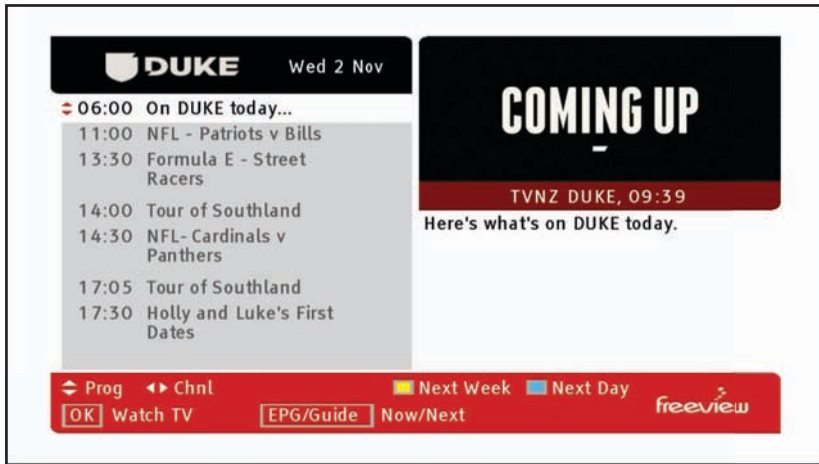 DUKE Wed 2 Nov
06:00 On DUKE today...
11:00 NFL - Patriots v Bills
13:30 Formula E - Street
Racers
14:00 Tour of Southland
14:30 NFL- Cardinals v
Panthers
17:05 Tour of Southland
17:30 Holly and Luke's First
Dates
COMING UP
TVNZ DUKE, 09:39
Here's what's on DUKE today.
Prog Chnl Next Week Next Day
OK Watch TV EPG/Guide Now/Next
freeview